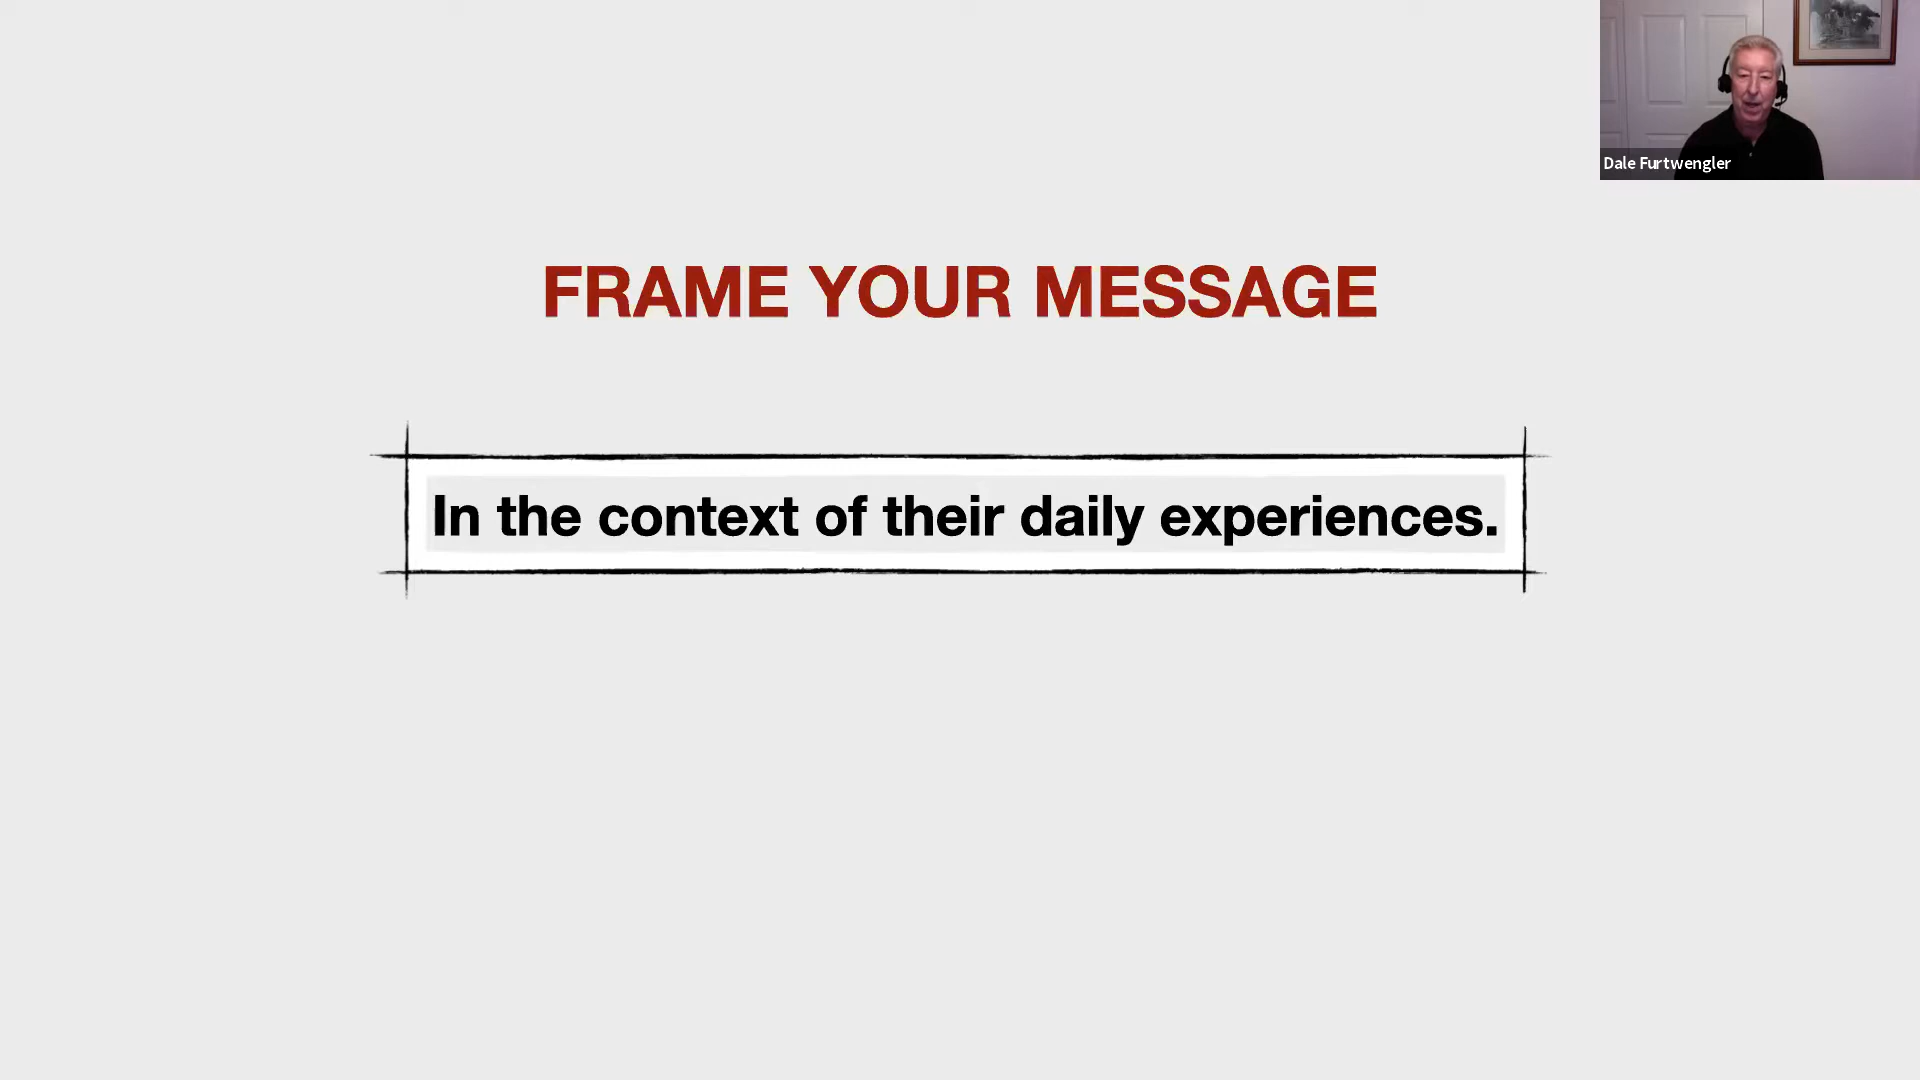 Dale Furtwengler
FRAME YOUR MESSAGE
In the context of their daily experiences.